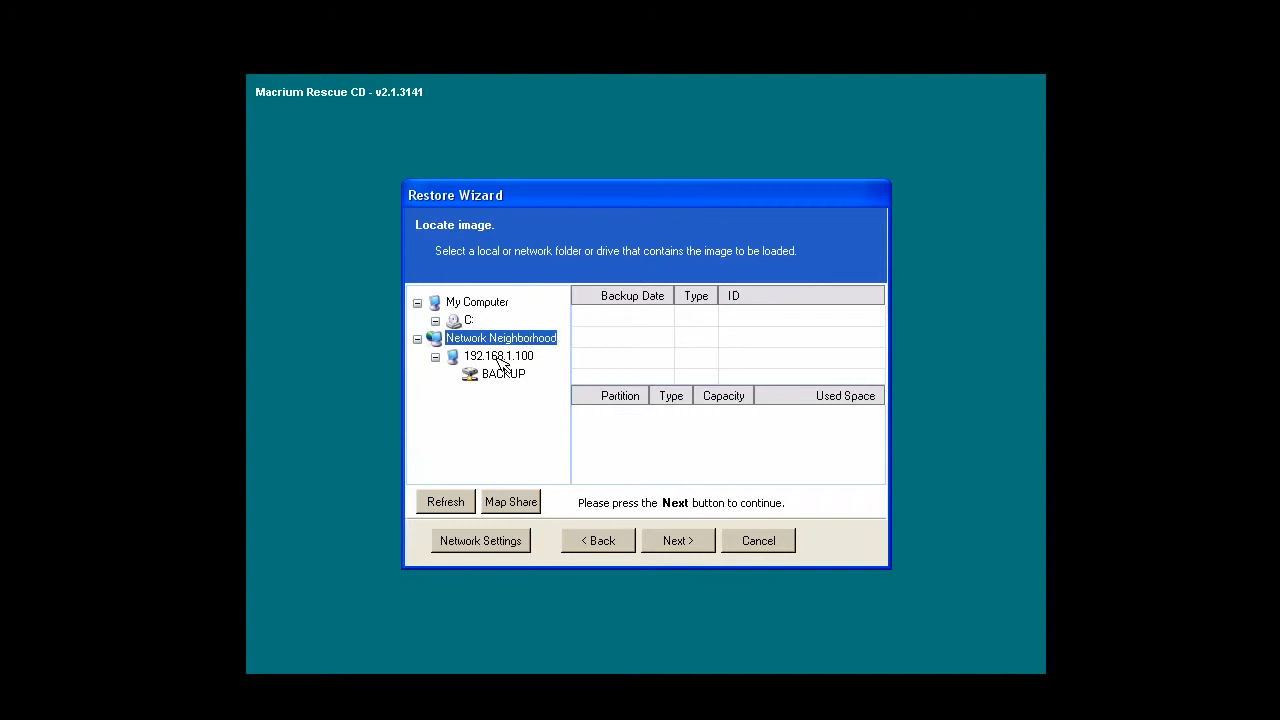 Macrium Rescue CD - v2.1.3141
Restore Wizard
Locate image.
Select a local or network folder or drive that contains the image to be loaded.
My Computer
C:
Network Neighborhood
192.168.1.100
BACKUP
Backup Date Type ID
Partition Type Capacity Used Space
Refresh Map Share Please press the Next button to continue.
Network Settings < Back Next > Cancel